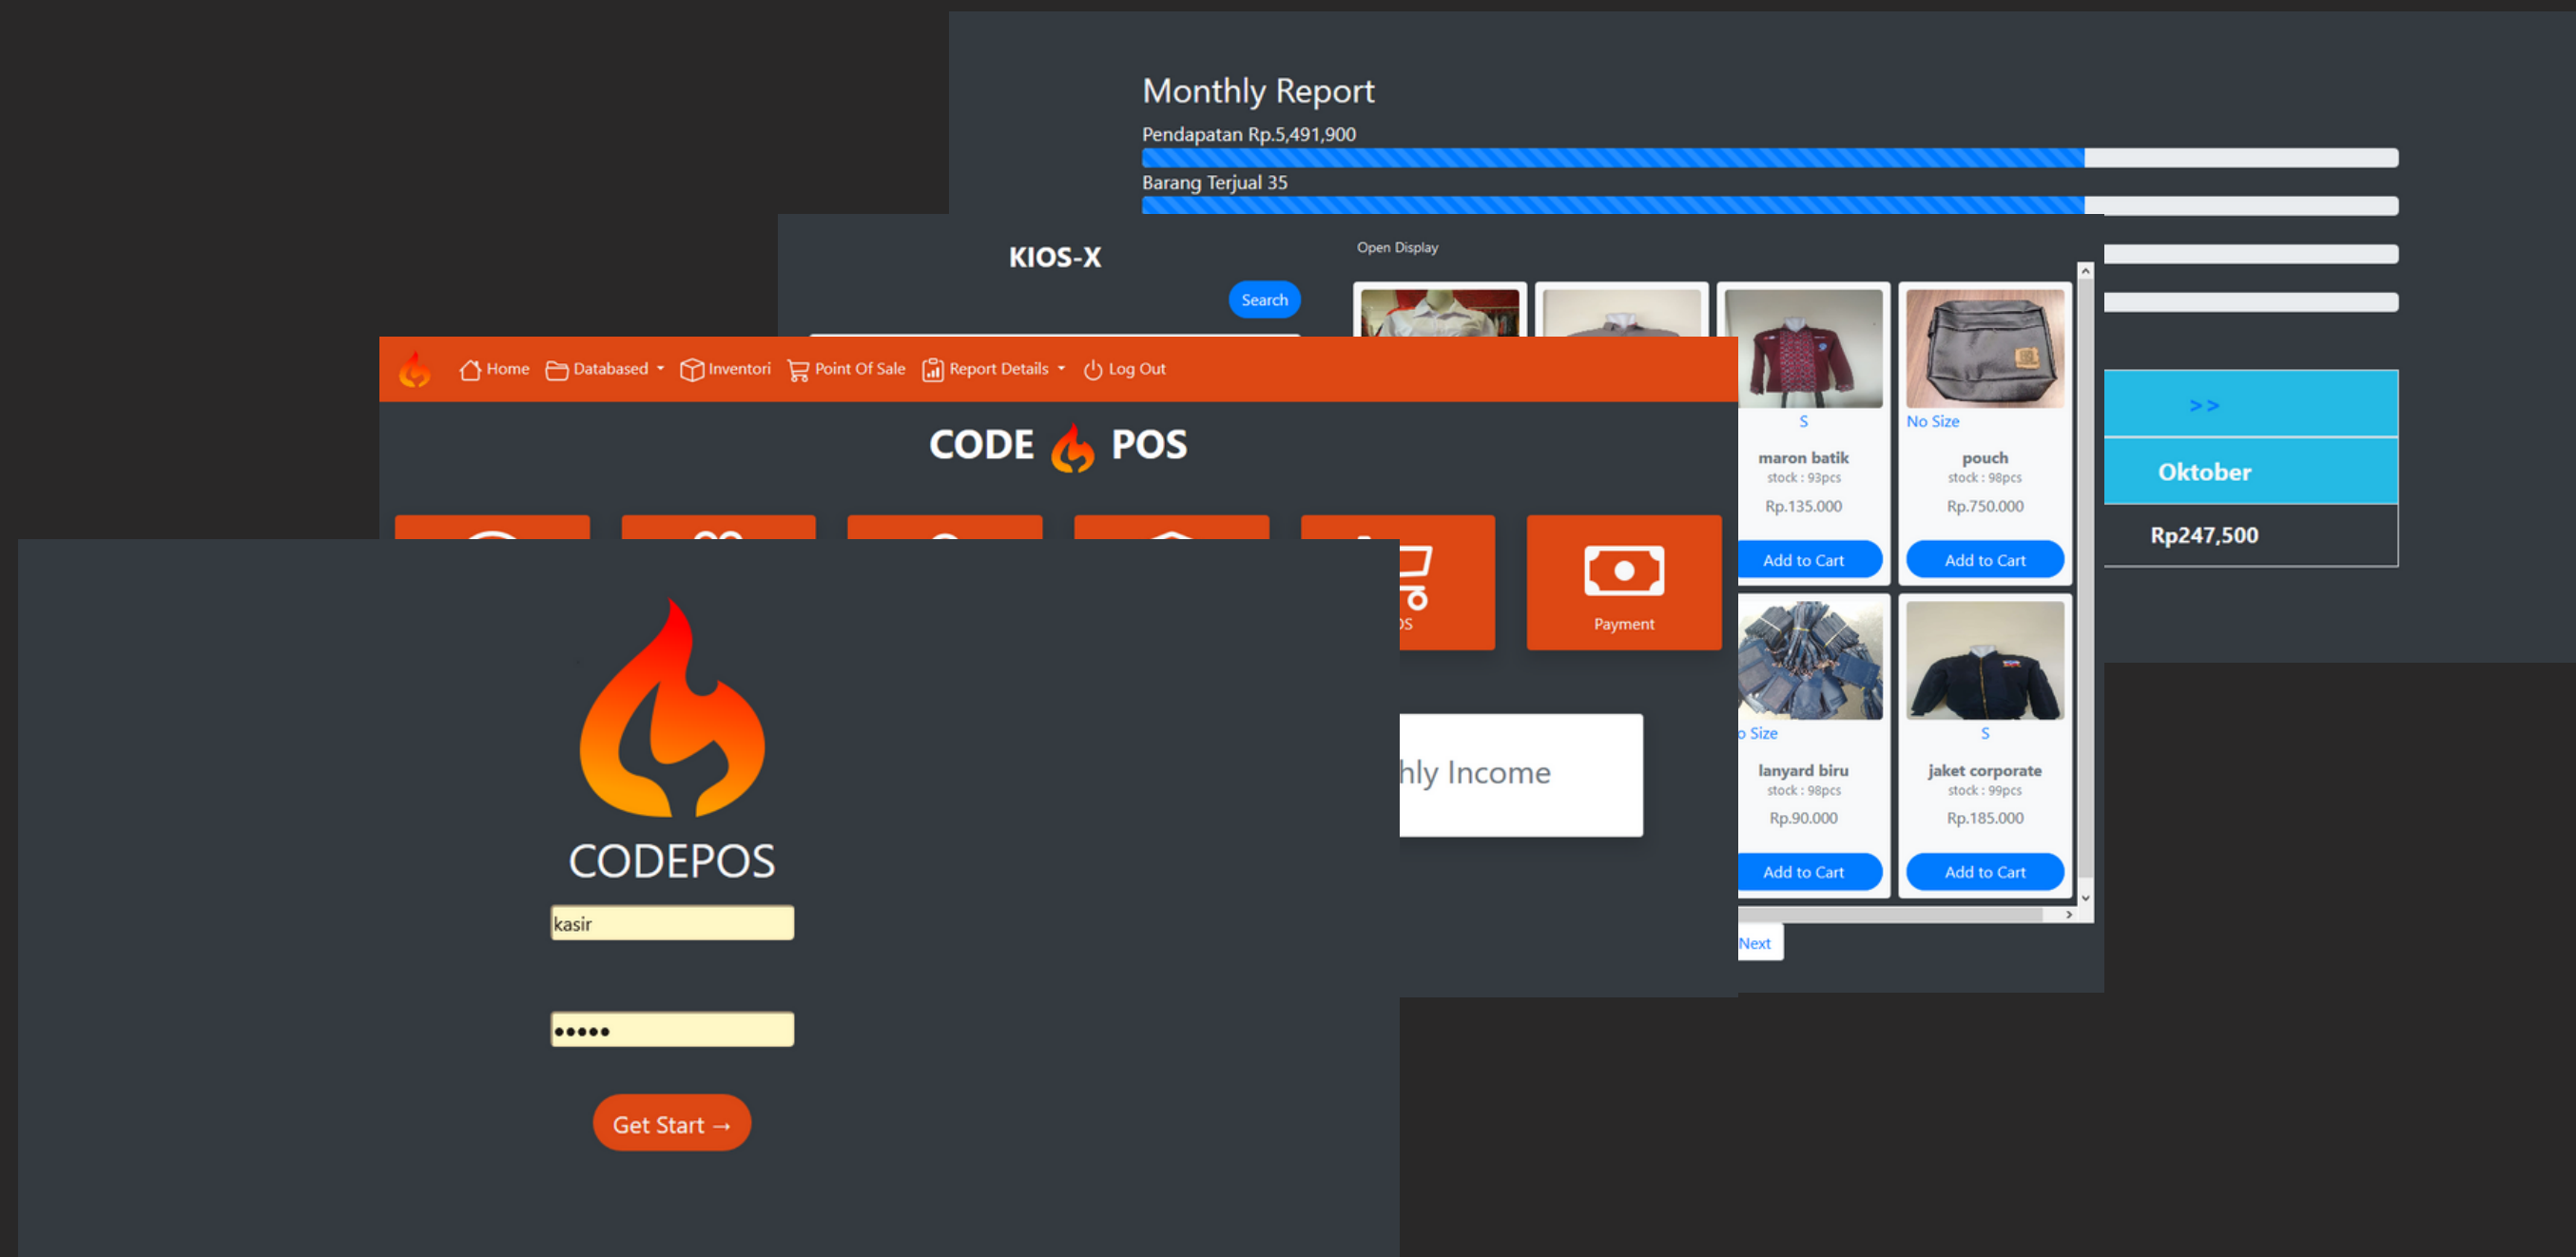 Monthly Report
Pendapatan Rp.5,491,900
Barang Terjual 35
>>
Oktober
Rp247,500
KIOS-X
Search
Open Display
S
maron batik
stock : 93pcs
Rp.135.000
Add to Cart
No Size
pouch
stock : 98pcs
Rp.750.000
Add to Cart
Size
lanyard biru
stock : 98pcs
Rp.90.000
Add to Cart
S
jaket corporate
stock : 99pcs
Rp.185.000
Add to Cart
Next
Home Databased Inventori Point Of Sale Report Details Log Out
CODE POS
Payment
Income
CODEPOS
kasir
•••••
Get Start →